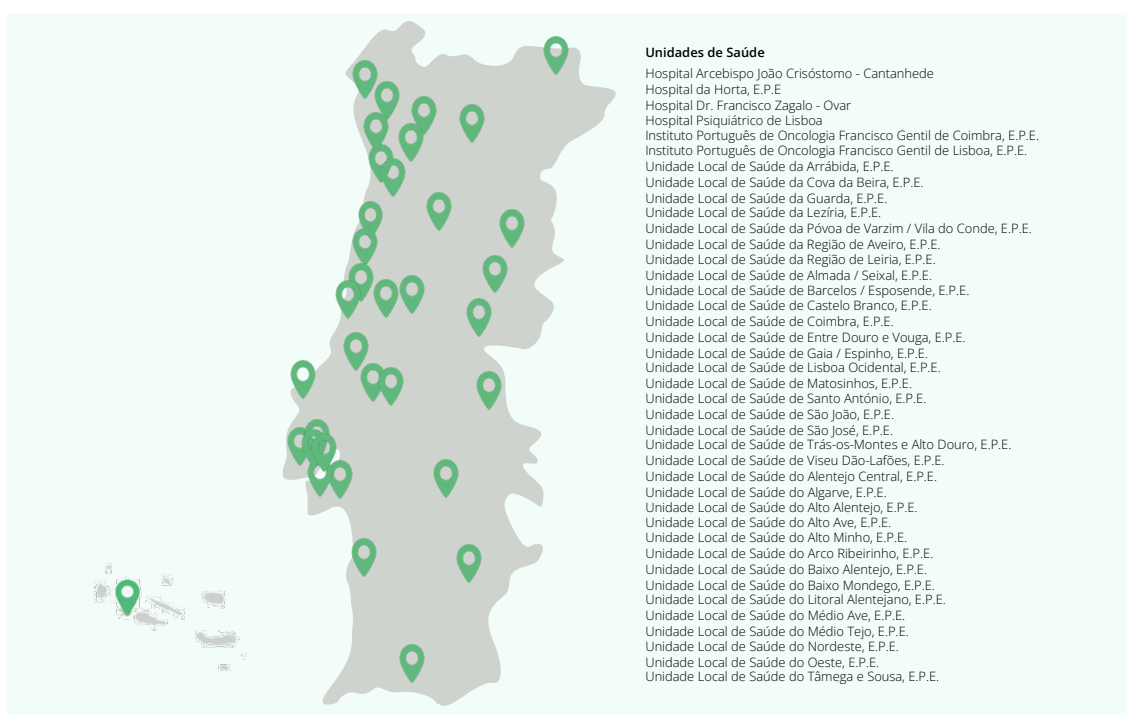 Unidades de Saúde
Hospital Arcebispo João Crisóstomo - Cantanhede
Hospital da Horta, E.P.E
Hospital Dr. Francisco Zagalo - Ovar
Hospital Psiquiátrico de Lisboa
Instituto Português de Oncologia Francisco Gentil de Coimbra, E.P.E.
Instituto Português de Oncologia Francisco Gentil de Lisboa, E.P.E.
Unidade Local de Saúde da Arrábida, E.P.E.
Unidade Local de Saúde da Cova da Beira, E.P.E.
Unidade Local de Saúde da Guarda, E.P.E.
Unidade Local de Saúde da Lezíria, E.P.E.
Unidade Local de Saúde da Póvoa de Varzim / Vila do Conde, E.P.E.
Unidade Local de Saúde da Região de Aveiro, E.P.E.
Unidade Local de Saúde da Região de Leiria, E.P.E.
Unidade Local de Saúde de Almada / Seixal, E.P.E.
Unidade Local de Saúde de Barcelos / Esposende, E.P.E.
Unidade Local de Saúde de Castelo Branco, E.P.E.
Unidade Local de Saúde de Coimbra, E.P.E.
Unidade Local de Saúde de Entre Douro e Vouga, E.P.E.
Unidade Local de Saúde de Gaia / Espinho, E.P.E.
Unidade Local de Saúde de Lisboa Ocidental, E.P.E.
Unidade Local de Saúde de Matosinhos, E.P.E.
Unidade Local de Saúde de Santo António, E.P.E.
Unidade Local de Saúde de São João, E.P.E.
Unidade Local de Saúde de São José, E.P.E.
Unidade Local de Saúde de Trás-os-Montes e Alto Douro, E.P.E.
Unidade Local de Saúde de Viseu Dão-Lafões, E.P.E.
Unidade Local de Saúde do Alentejo Central, E.P.E.
Unidade Local de Saúde do Algarve, E.P.E.
Unidade Local de Saúde do Alto Alentejo, E.P.E.
Unidade Local de Saúde do Alto Ave, E.P.E.
Unidade Local de Saúde do Alto Minho, E.P.E.
Unidade Local de Saúde do Arco Ribeirinho, E.P.E.
Unidade Local de Saúde do Baixo Alentejo, E.P.E.
Unidade Local de Saúde do Baixo Mondego, E.P.E.
Unidade Local de Saúde do Litoral Alentejano, E.P.E.
Unidade Local de Saúde do Médio Ave, E.P.E.
Unidade Local de Saúde do Médio Tejo, E.P.E.
Unidade Local de Saúde do Nordeste, E.P.E.
Unidade Local de Saúde do Oeste, E.P.E.
Unidade Local de Saúde do Tâmega e Sousa, E.P.E.